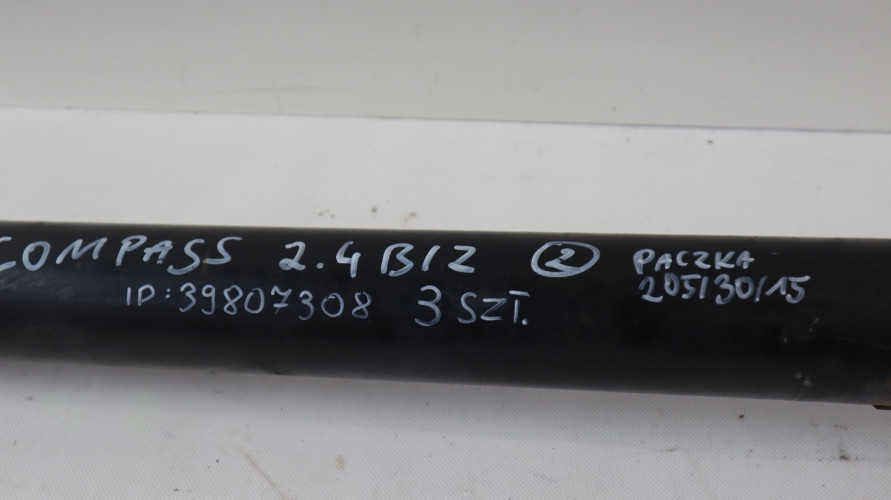 COMPASS 2.4 B/Z 2
ID: 39807308 3 SZT.
PACZKA
205/30/15